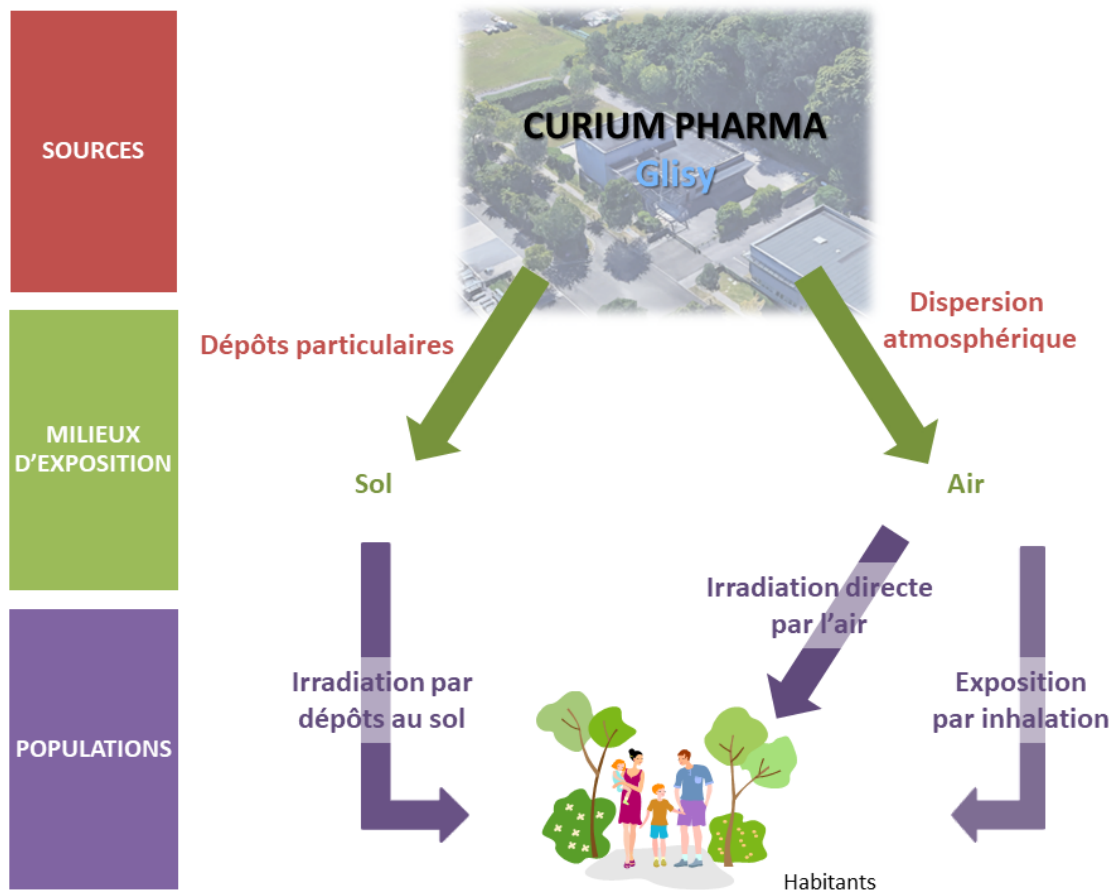 SOURCES
CURIUM PHARMA
Glisy
Dépôts particulaires
Dispersion
atmosphérique
MILIEUX
D'EXPOSITION
Sol
Air
Irradiation directe
par l'air
POPULATIONS
Irradiation par
dépôts au sol
Exposition
par inhalation
Habitants